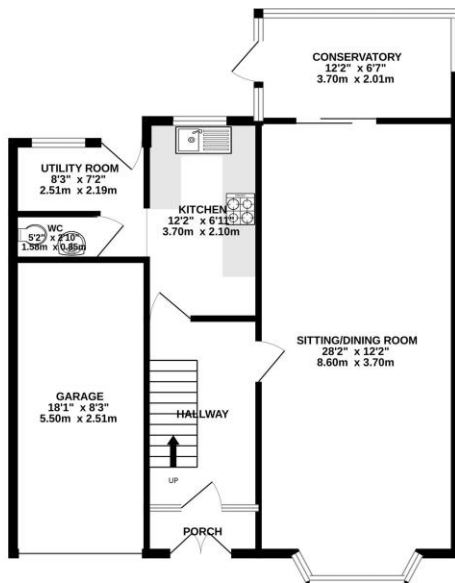 CONSERVATORY
12'2" x 6'7"
3.70m x 2.01m
UTILITY ROOM
8'3" x 7'2"
2.51m x 2.19m
KITCHEN
12'2" x 6'11"
3.70m x 2.10m
WC
5'2" x 2'10"
1.58m x 0.85m
SITTING/DINING ROOM
28'2" x 12'2"
8.60m x 3.70m
GARAGE
18'1" x 8'3"
5.50m x 2.51m
HALLWAY
UP
PORCH